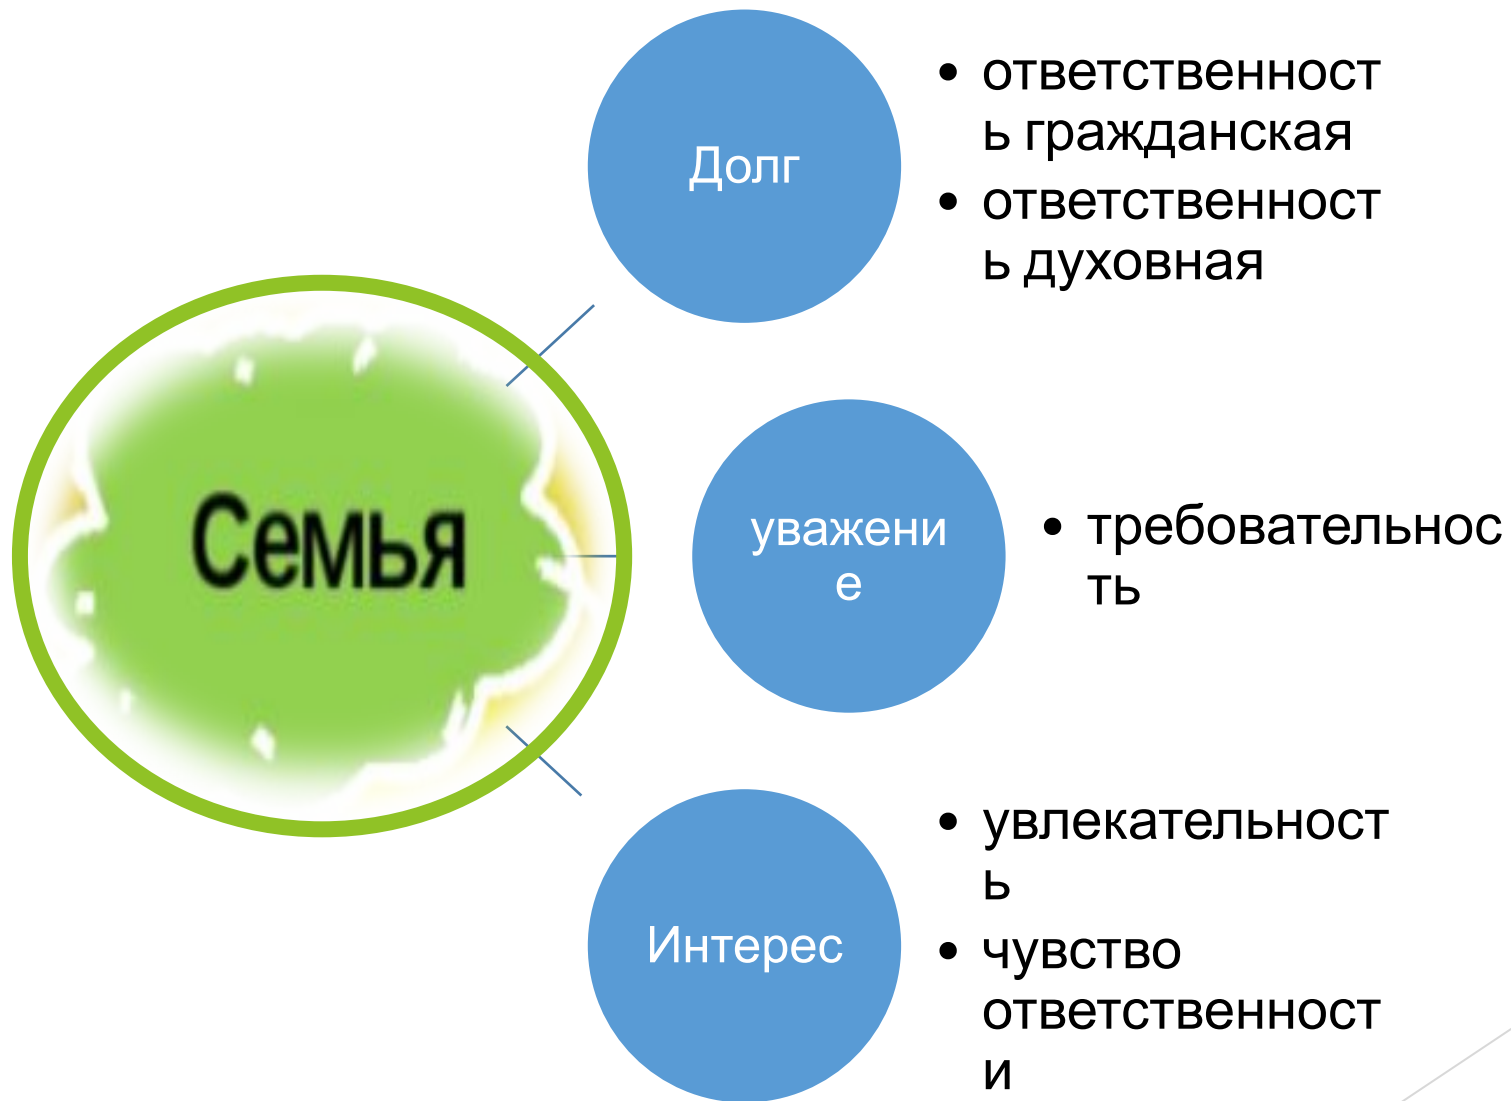 Семья
Долг
• ответственност
ь гражданская
• ответственност
ь духовная
уважени
е
• требовательнос
ть
Интерес
• увлекательност
ь
• чувство
ответственност
и